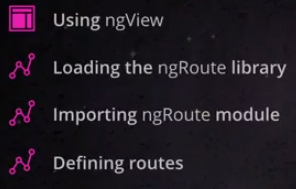 Using ngView
Loading the ngRoute library
Importing ngRoute module
Defining routes